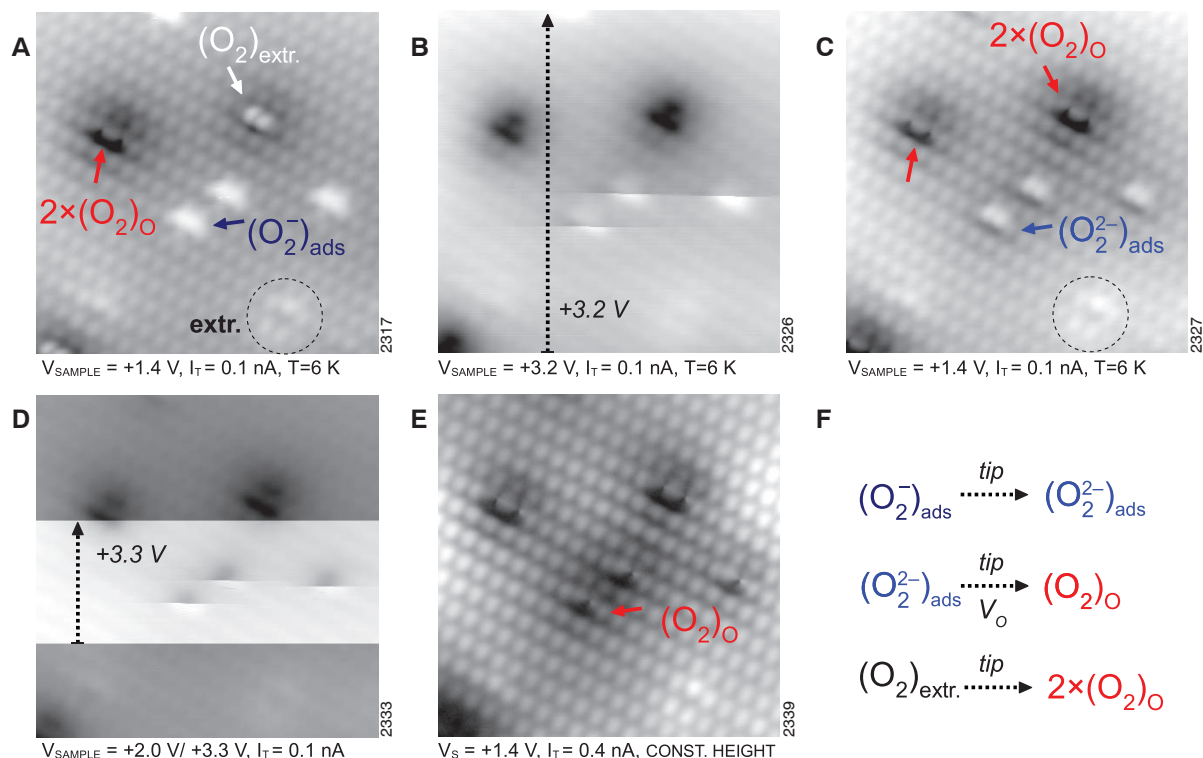 A
(O₂)extr.
2×(O₂)O
(O₂⁻)ads
extr.
2317
VSAMPLE = +1.4 V, IT = 0.1 nA, T=6 K
B
+3.2 V
2326
VSAMPLE = +3.2 V, IT = 0.1 nA, T=6 K
C
2×(O₂)O
(O₂²⁻)ads
2327
VSAMPLE = +1.4 V, IT = 0.1 nA, T=6 K
D
+3.3 V
2333
VSAMPLE = +2.0 V/ +3.3 V, IT = 0.1 nA
E
(O₂)O
2339
VS = +1.4 V, IT = 0.4 nA, CONST. HEIGHT
F
(O₂⁻)ads tip (O₂²⁻)ads
(O₂²⁻)ads tip VO (O₂)O
(O₂)extr. tip 2×(O₂)O